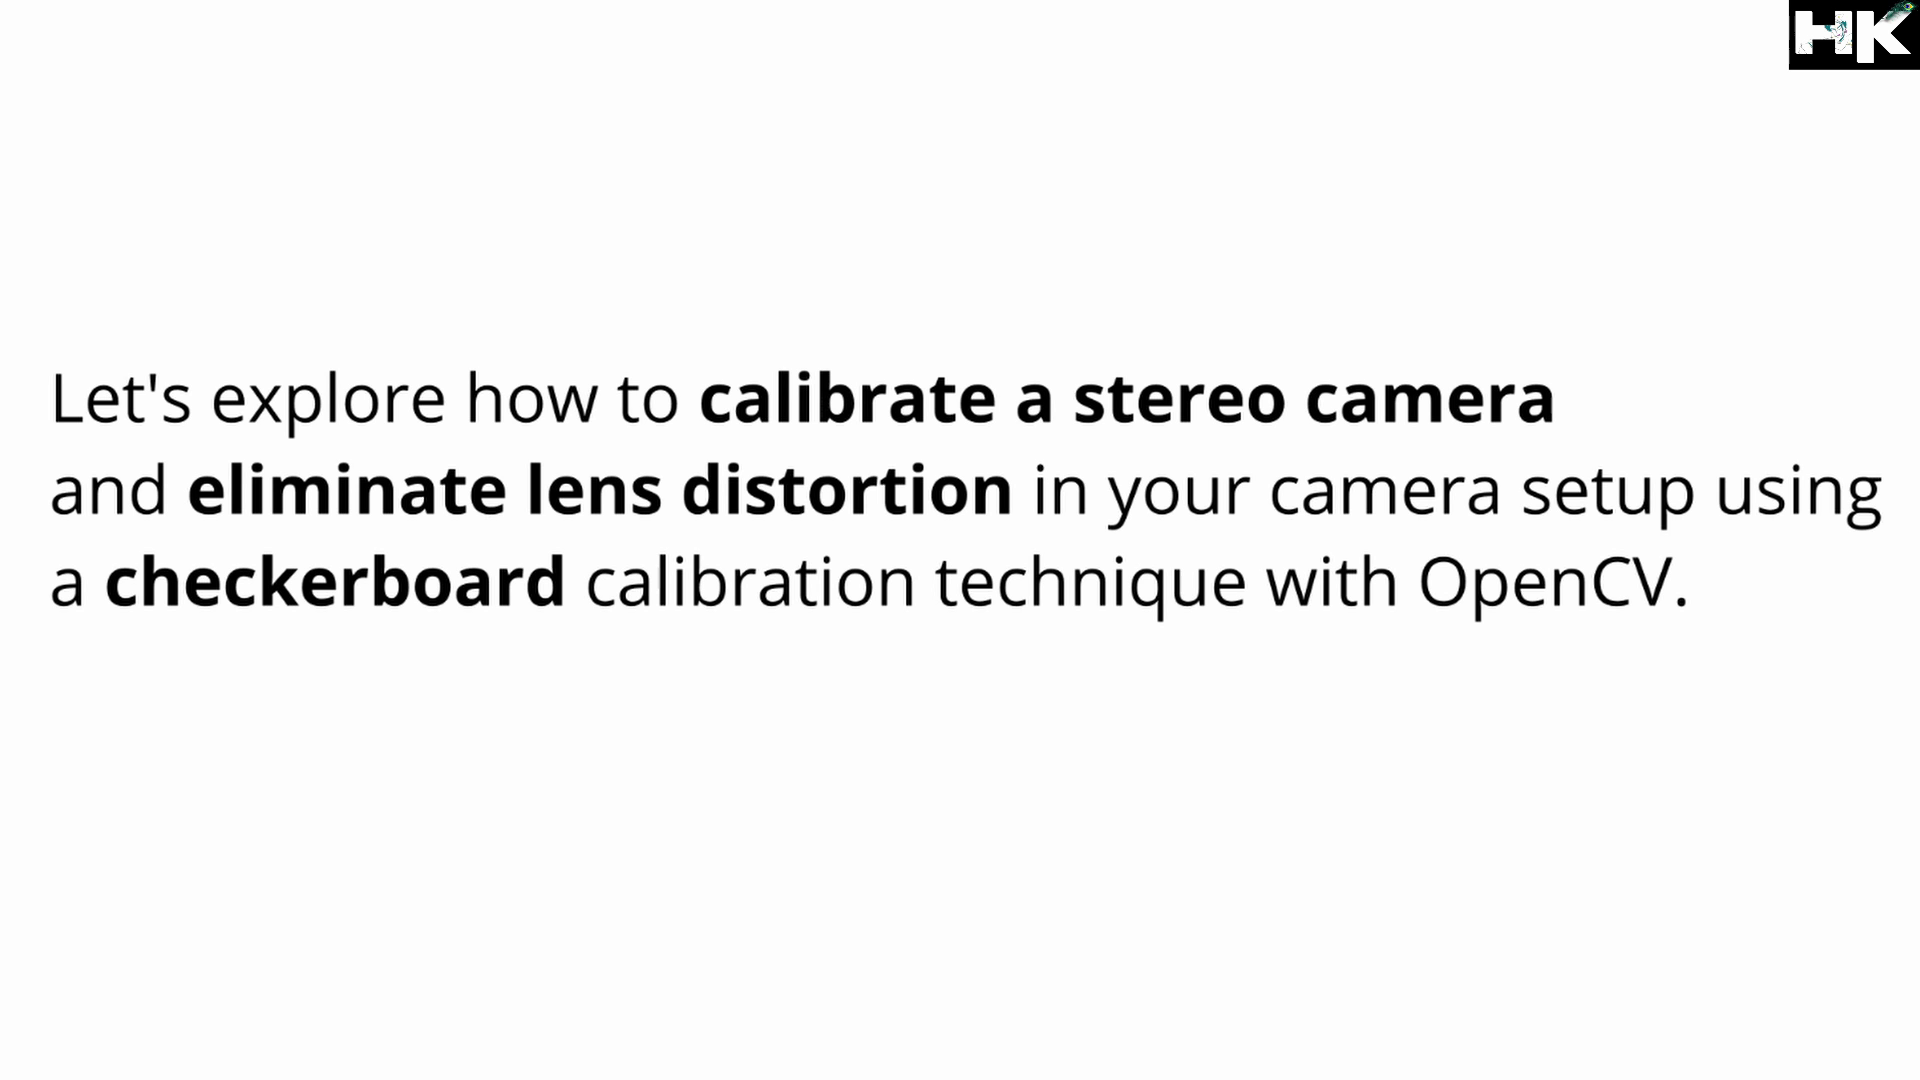 HK
Let's explore how to calibrate a stereo camera
and eliminate lens distortion in your camera setup using
a checkerboard calibration technique with OpenCV.